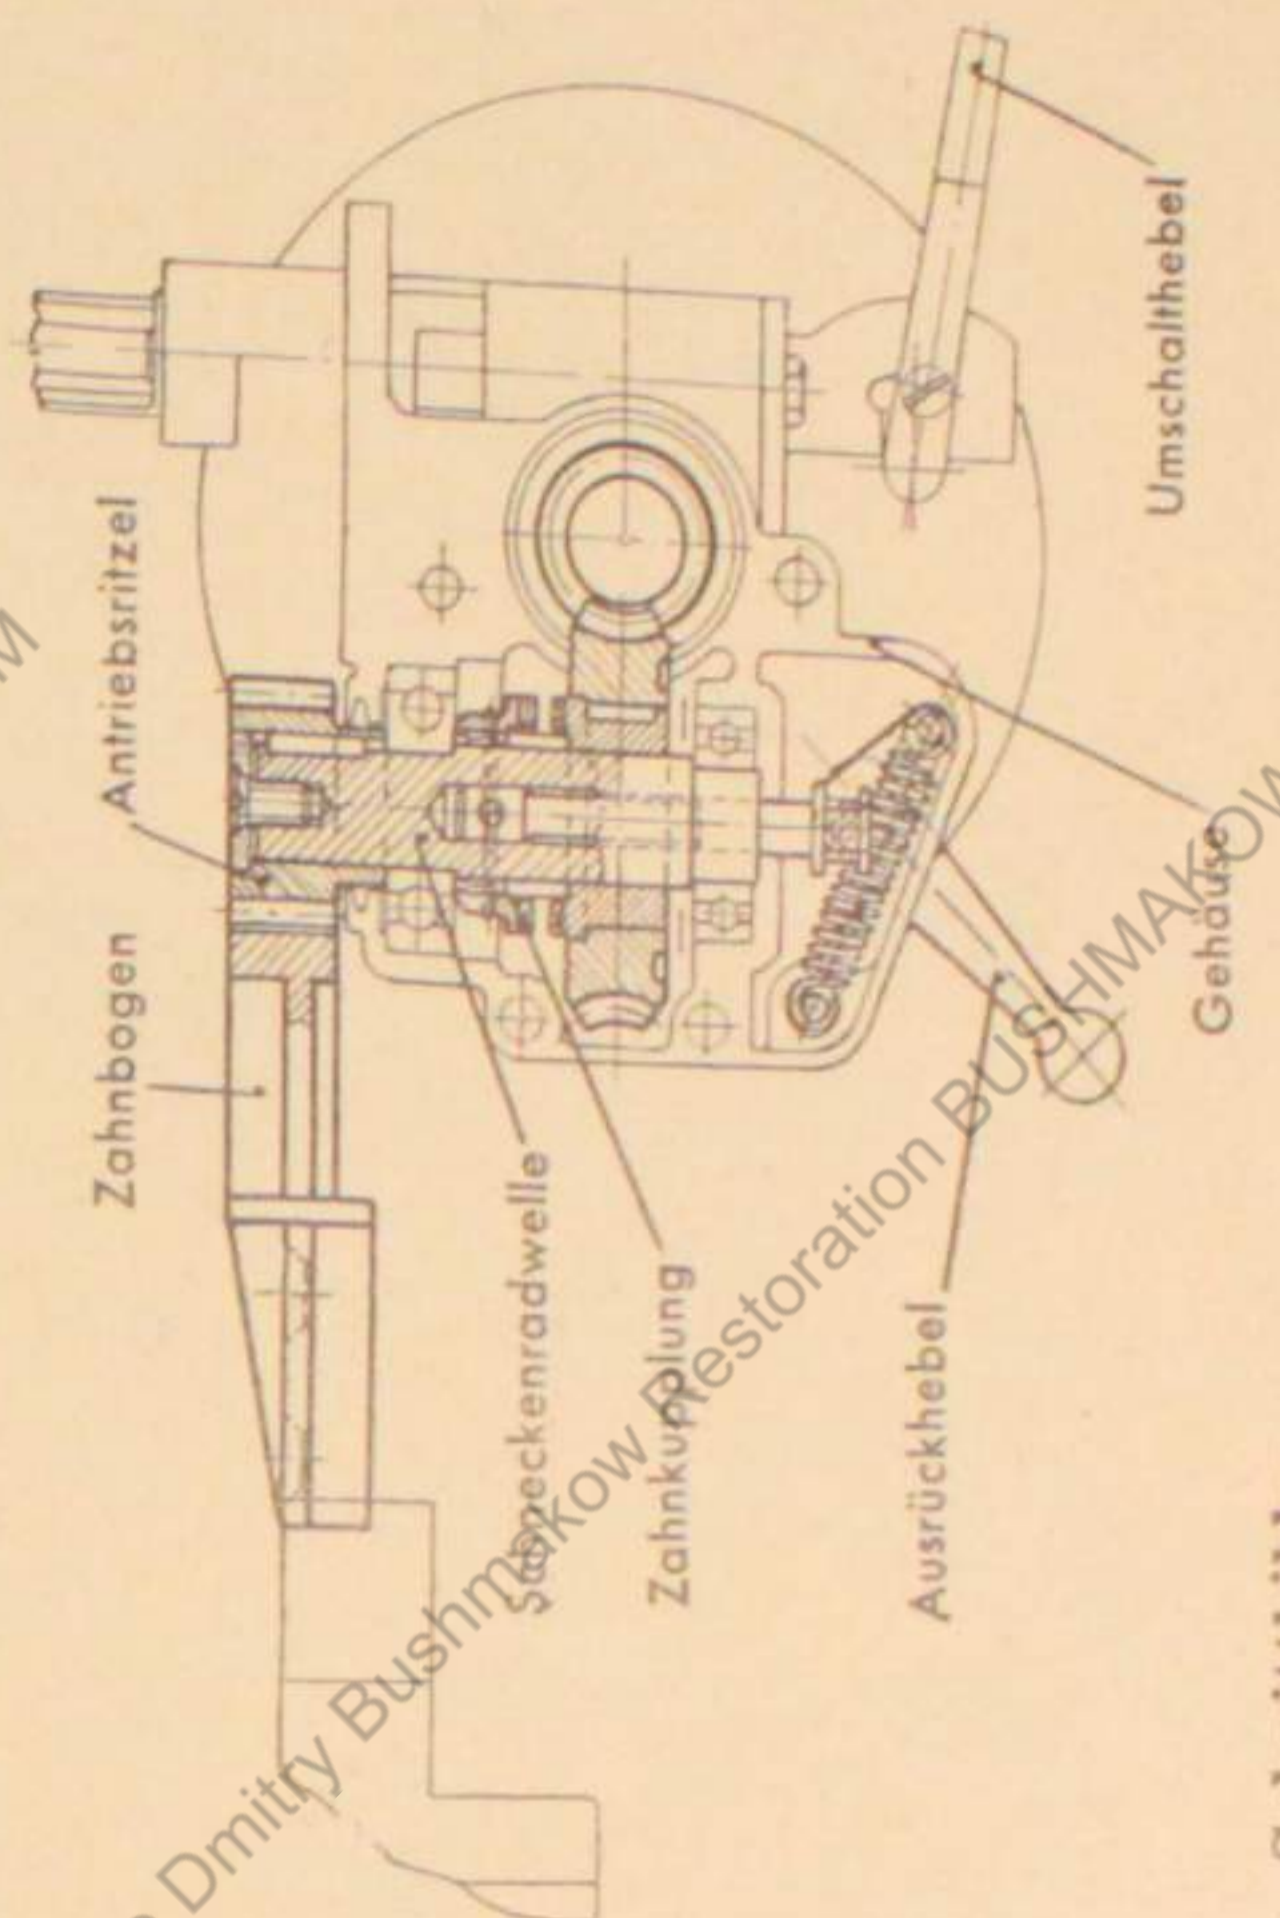 Zahnbogen
Antriebsritzel
Schneckenradwelle
Zahnkupplung
Ausrückhebel
Gehäuse
Umschalthebel
Dmitry Bushmakow Restoration BUSHMAKOW
M